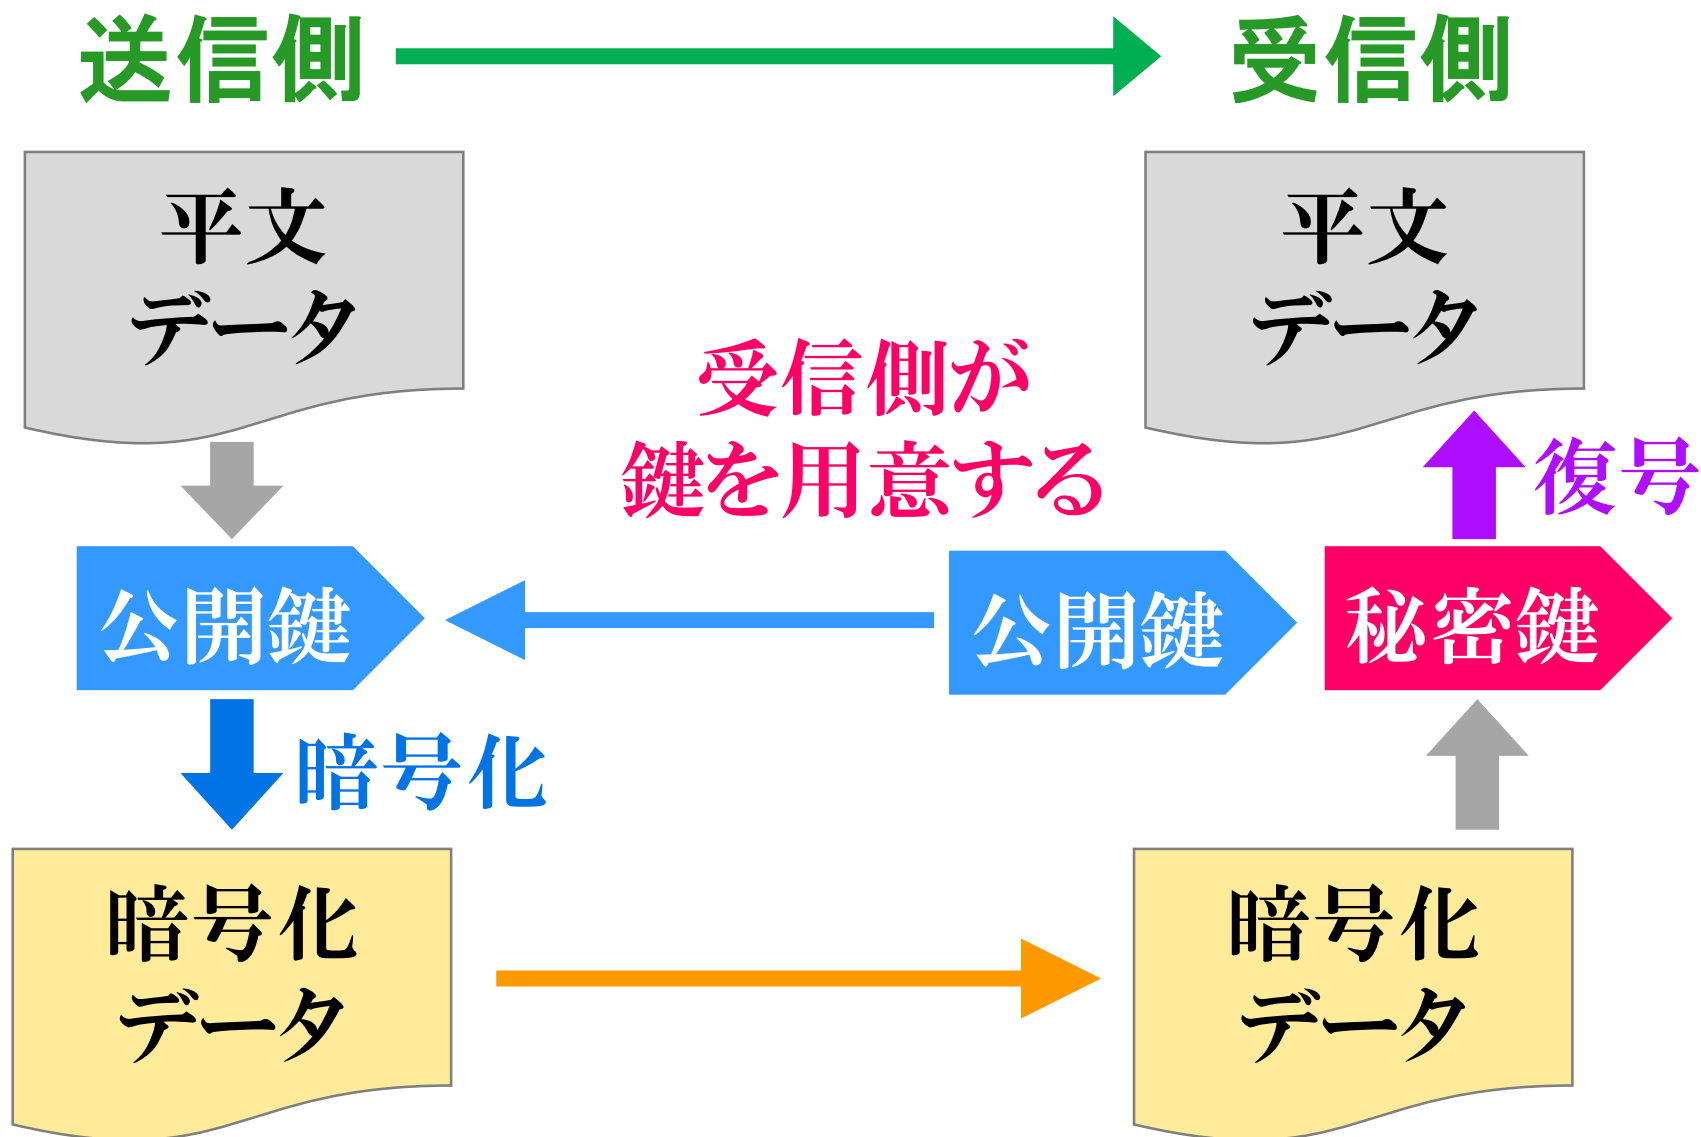 送信側
受信側
平文
データ
平文
データ
受信側が
鍵を用意する
復号
公開鍵
公開鍵
秘密鍵
暗号化
暗号化
データ
暗号化
データ